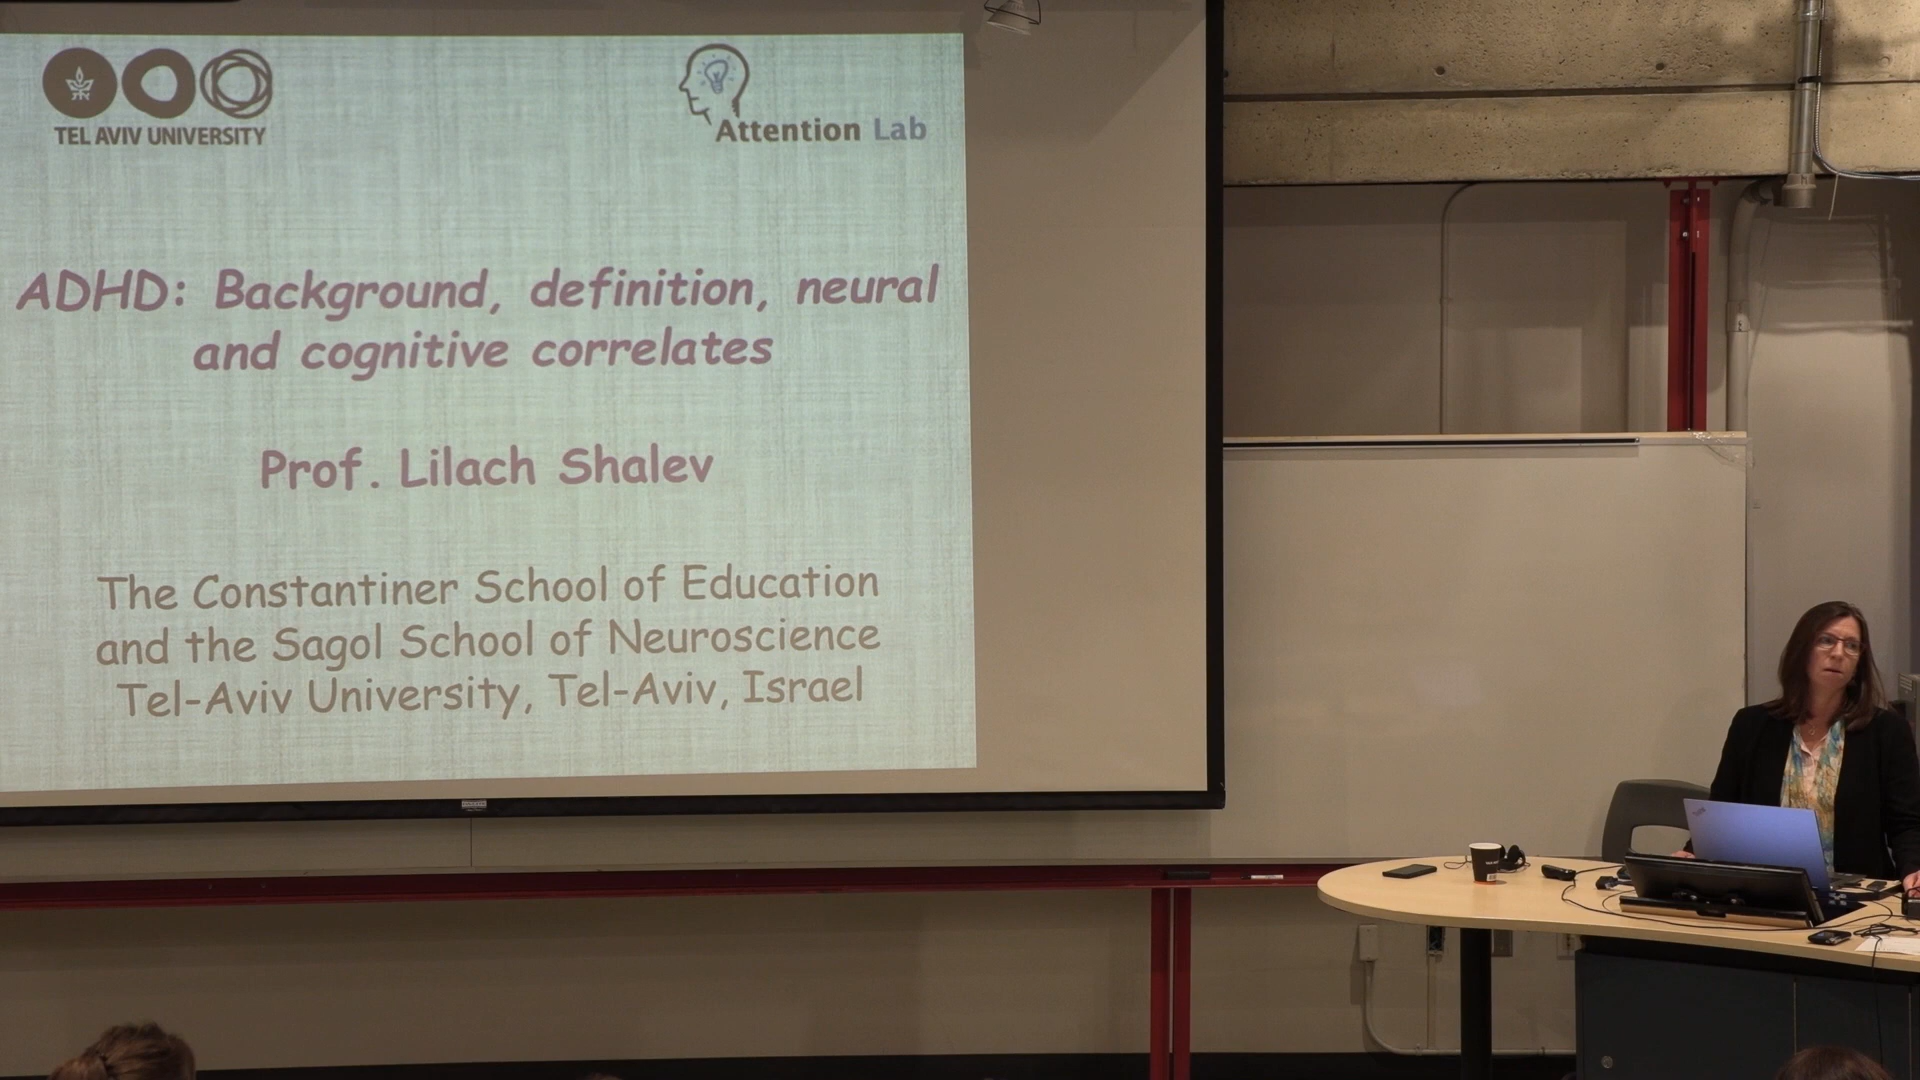 TEL AVIV UNIVERSITY
Attention Lab
ADHD: Background, definition, neural
and cognitive correlates
Prof. Lilach Shalev
The Constantiner School of Education
and the Sagol School of Neuroscience
Tel-Aviv University, Tel-Aviv, Israel